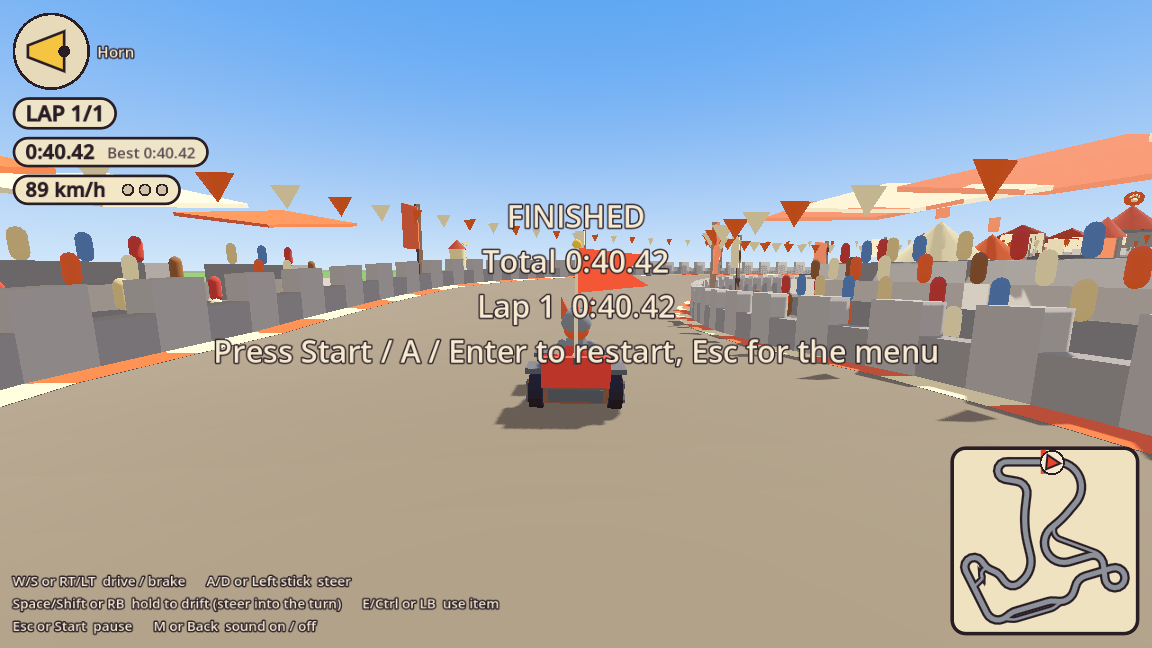 Horn
LAP 1/1
0:40.42 Best 0:40.42
89 km/h
FINISHED
Total 0:40.42
Lap 1 0:40.42
Press Start / A / Enter to restart, Esc for the menu
W/S or RT/LT drive / brake A/D or Left stick steer
Space/Shift or RB hold to drift (steer into the turn) E/Ctrl or LB use item
Esc or Start pause M or Back sound on / off